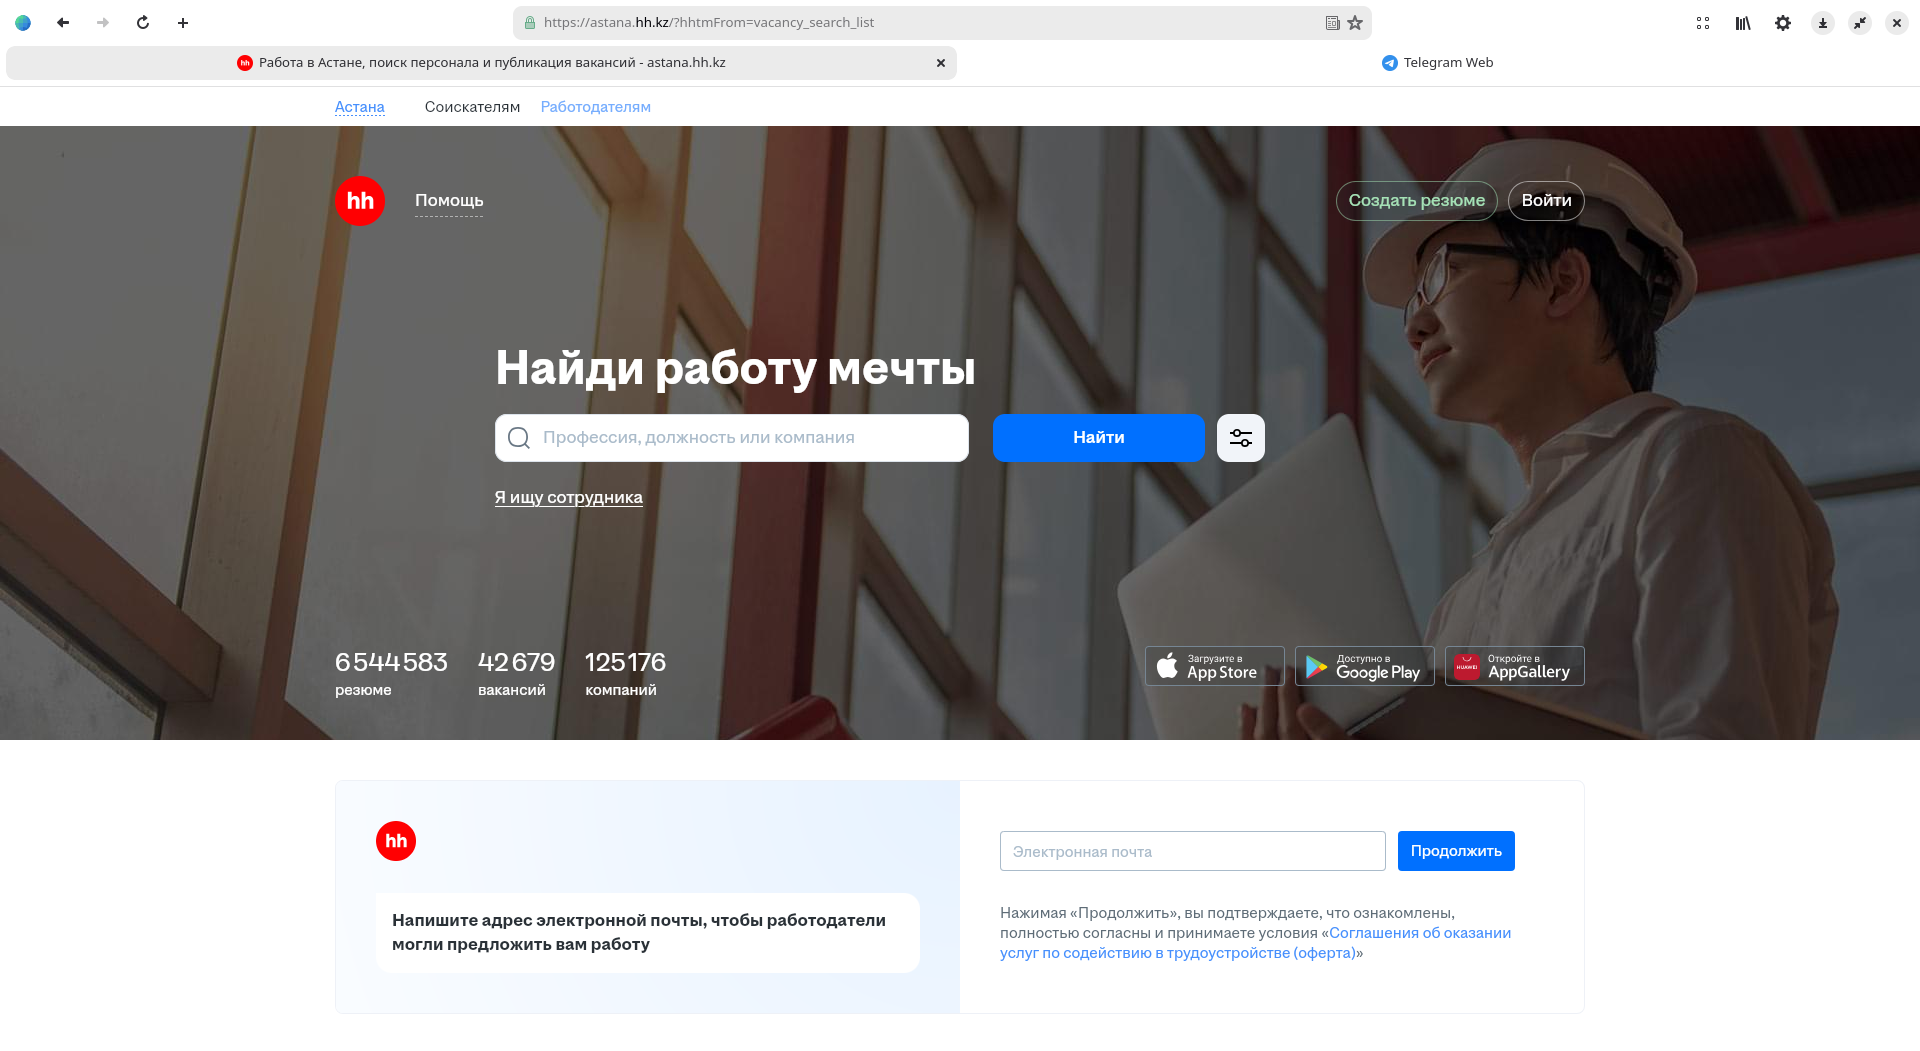 https://astana.hh.kz/?hhtmFrom=vacancy_search_list
hh Работа в Астане, поиск персонала и публикация вакансий - astana.hh.kz
Telegram Web
Астана Соискателям Работодателям
hh Помощь Создать резюме Войти
Найди работу мечты
Профессия, должность или компания Найти
Я ищу сотрудника
6 544 583 42 679 125 176
резюме вакансий компаний
Загрузите в
App Store
Доступно в
Google Play
HUAWEI
Откройте в
AppGallery
hh
Напишите адрес электронной почты, чтобы работодатели
могли предложить вам работу
Электронная почта Продолжить
Нажимая «Продолжить», вы подтверждаете, что ознакомлены,
полностью согласны и принимаете условия «Соглашения об оказании
услуг по содействию в трудоустройстве (оферта)»